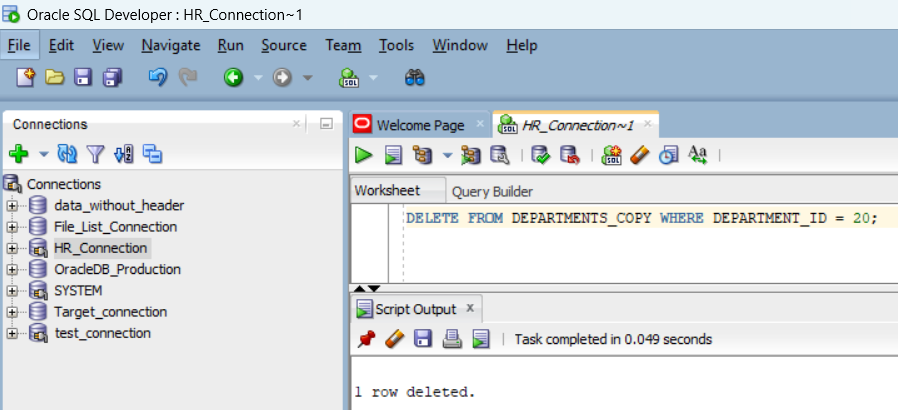 Oracle SQL Developer : HR_Connection~1
File Edit View Navigate Run Source Team Tools Window Help
SQL
Connections
Welcome Page
SQL HR_Connection~1
Worksheet Query Builder
Connections
data_without_header
File_List_Connection
HR_Connection
OracleDB_Production
SYSTEM
Target_connection
test_connection
DELETE FROM DEPARTMENTS_COPY WHERE DEPARTMENT_ID = 20;
Script Output
Task completed in 0.049 seconds
1 row deleted.